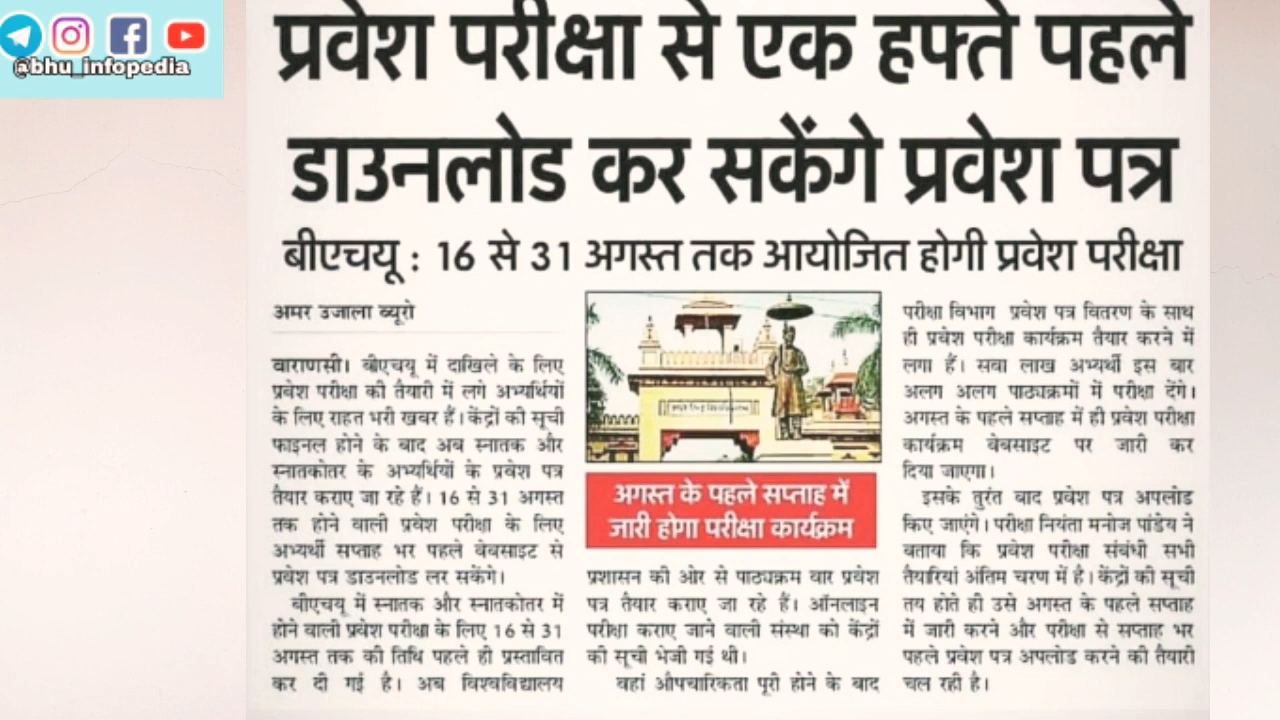 @bhu_infopedia
प्रवेश परीक्षा से एक हफ्ते पहले
डाउनलोड कर सकेंगे प्रवेश पत्र
बीएचयू : 16 से 31 अगस्त तक आयोजित होगी प्रवेश परीक्षा
अमर उजाला ब्यूरो
वाराणसी। बीएचयू में दाखिले के लिए
प्रवेश परीक्षा की तैयारी में लगे अभ्यर्थियों
के लिए राहत भरी खबर हैं। केंद्रों की सूची
फाइनल होने के बाद अब स्नातक और
स्नातकोतर के अभ्यर्थियों के प्रवेश पत्र
तैयार कराए जा रहे हैं। 16 से 31 अगस्त
तक होने वाली प्रवेश परीक्षा के लिए
अभ्यर्थी सप्ताह भर पहले वेबसाइट से
प्रवेश पत्र डाउनलोड लर सकेंगे।
बीएचयू में स्नातक और स्नातकोतर में
होने वाली प्रवेश परीक्षा के लिए 16 से 31
अगस्त तक की तिथि पहले ही प्रस्तावित
कर दी गई है। अब विश्वविद्यालय
अगस्त के पहले सप्ताह में
जारी होगा परीक्षा कार्यक्रम
प्रशासन की ओर से पाठ्यक्रम वार प्रवेश
पत्र तैयार कराए जा रहे हैं। ऑनलाइन
परीक्षा कराए जाने वाली संस्था को केंद्रों
की सूची भेजी गई थी।
वहां औपचारिकता पूरी होने के बाद
परीक्षा विभाग प्रवेश पत्र वितरण के साथ
ही प्रवेश परीक्षा कार्यक्रम तैयार करने में
लगा हैं। सवा लाख अभ्यर्थी इस बार
अलग अलग पाठ्यक्रमों में परीक्षा देंगे।
अगस्त के पहले सप्ताह में ही प्रवेश परीक्षा
कार्यक्रम वेबसाइट पर जारी कर
दिया जाएगा।
इसके तुरंत बाद प्रवेश पत्र अपलोड
किए जाएंगे। परीक्षा नियंता मनोज पांडेय ने
बताया कि प्रवेश परीक्षा संबंधी सभी
तैयारियां अंतिम चरण में है। केंद्रों की सूची
तय होते ही उसे अगस्त के पहले सप्ताह
में जारी करने और परीक्षा से सप्ताह भर
पहले प्रवेश पत्र अपलोड करने की तैयारी
चल रही है।